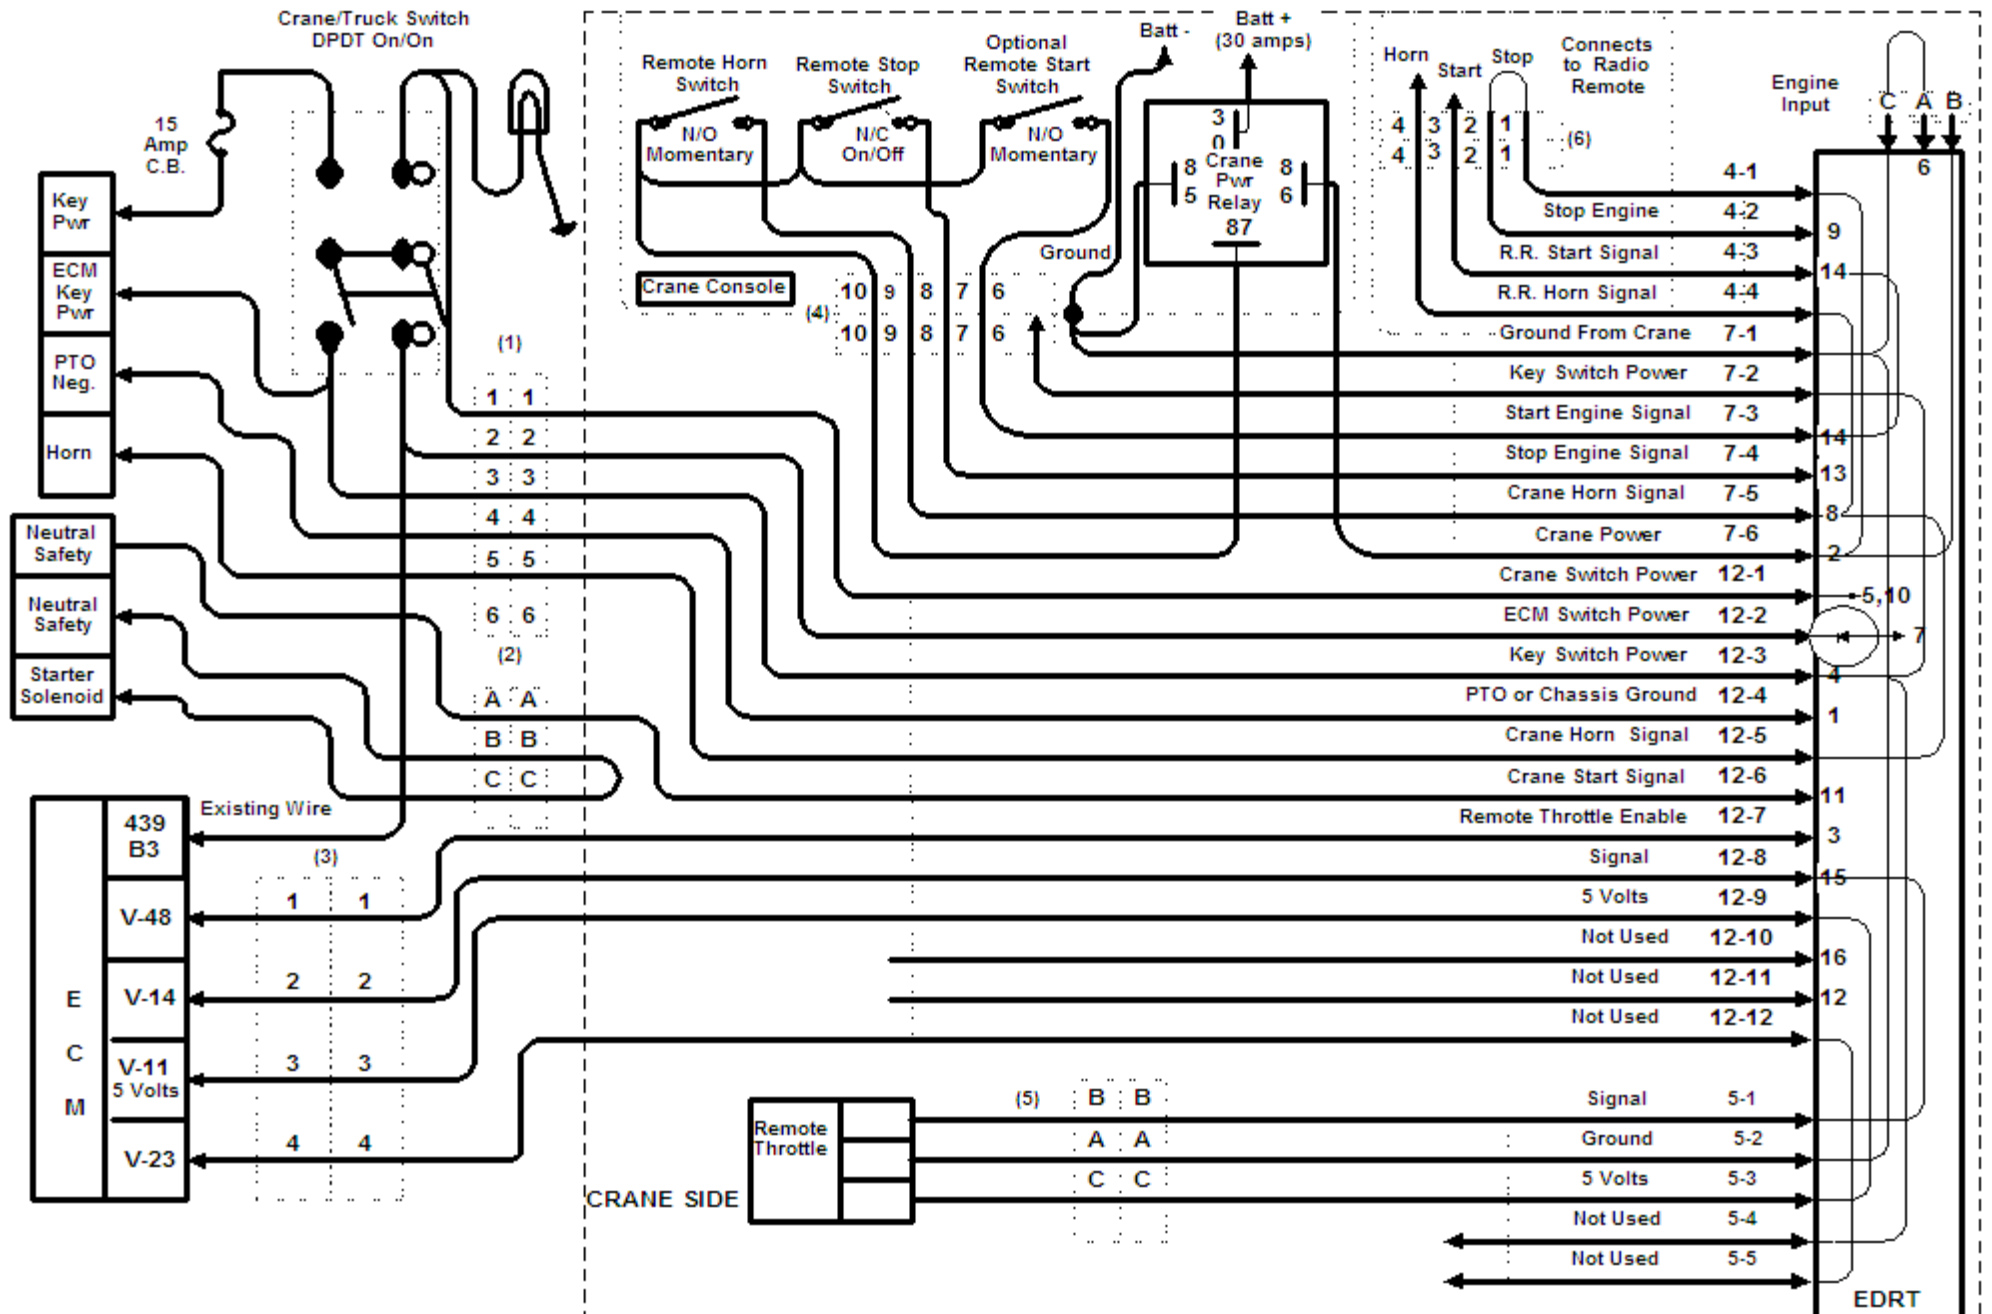 Crane/Truck Switch
DPDT On/On
15
Amp
C.B.
Key
Pwr
ECM
Key
Pwr
PTO
Neg.
Horn
Neutral
Safety
Neutral
Safety
Starter
Solenoid
Existing Wire
E
C
M
439
B3
V-48
V-14
V-11
5 Volts
V-23
(1)
1 1
2 2
3 3
4 4
5 5
6 6
(2)
A A
B B
C C
(3)
1 1
2 2
3 3
4 4
Remote Horn
Switch
N/O
Momentary
Remote Stop
Switch
N/C
On/Off
Optional
Remote Start
Switch
N/O
Momentary
Crane Console
(4)
10 9 8 7 6
10 9 8 7 6
Batt -
Ground
Batt +
(30 amps)
3
0
8
5
Crane
Pwr
Relay
8
6
87
Horn
Start
Stop
Connects
to Radio
Remote
4 3 2 1
4 3 2 1
(6)
Engine
Input
C A B
4-1
Stop Engine 4-2
R.R. Start Signal 4-3
R.R. Horn Signal 4-4
Ground From Crane 7-1
Key Switch Power 7-2
Start Engine Signal 7-3
Stop Engine Signal 7-4
Crane Horn Signal 7-5
Crane Power 7-6
Crane Switch Power 12-1
ECM Switch Power 12-2
Key Switch Power 12-3
PTO or Chassis Ground 12-4
Crane Horn Signal 12-5
Crane Start Signal 12-6
Remote Throttle Enable 12-7
Signal 12-8
5 Volts 12-9
Not Used 12-10
Not Used 12-11
Not Used 12-12
Signal 5-1
Ground 5-2
5 Volts 5-3
Not Used 5-4
Not Used 5-5
6
9
14
14
13
8
2
5,10
7
4
1
11
3
15
16
12
EDRT
CRANE SIDE
Remote
Throttle
(5)
B B
A A
C C